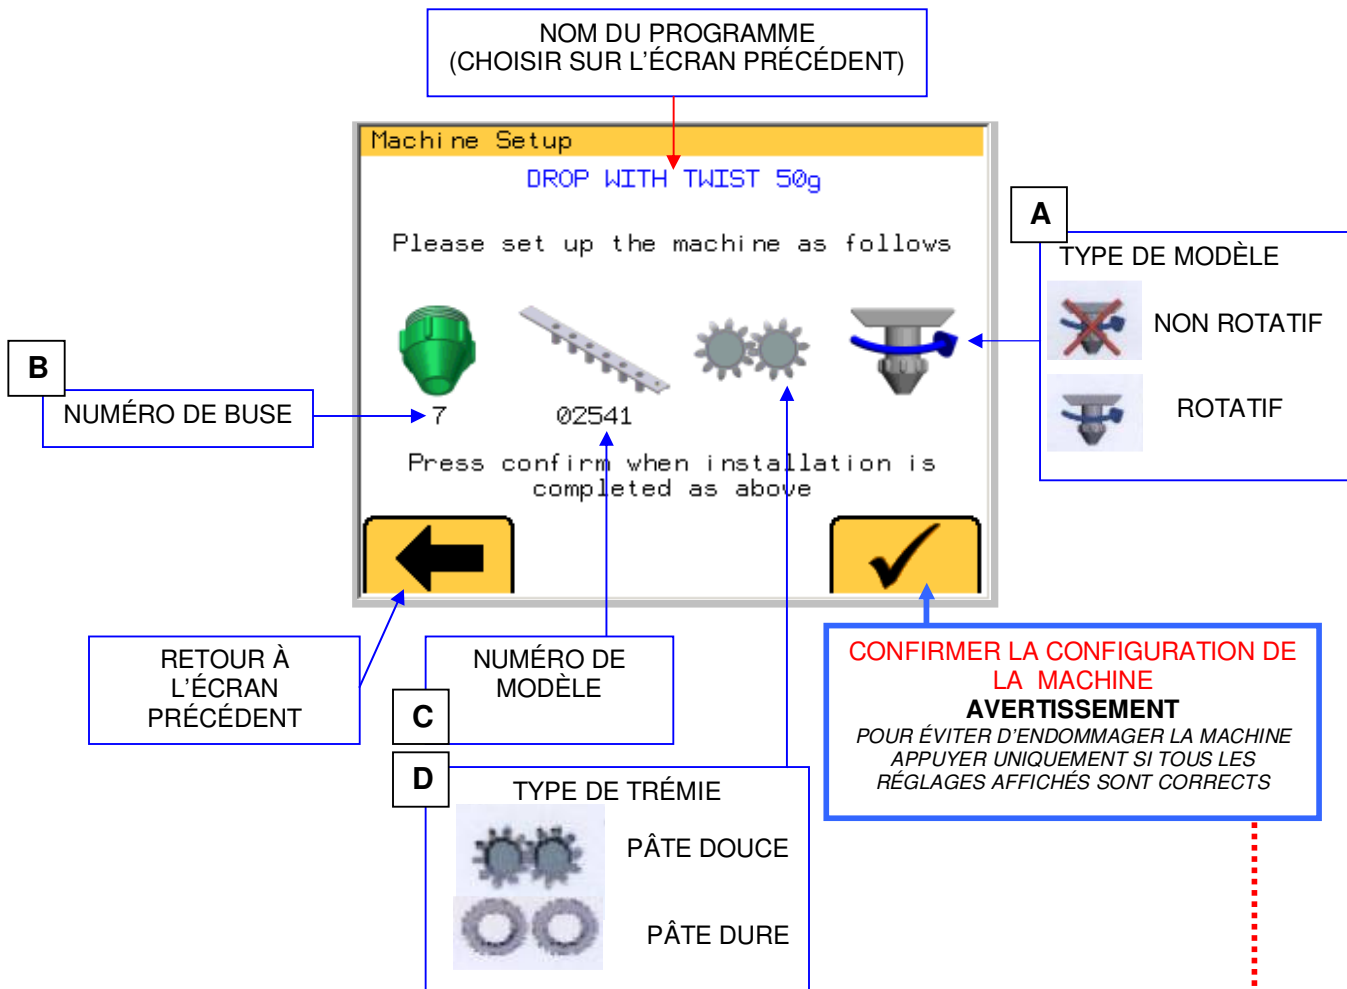 NOM DU PROGRAMME
(CHOISIR SUR L'ÉCRAN PRÉCÉDENT)
Machine Setup
DROP WITH TWIST 50g
Please set up the machine as follows
A
TYPE DE MODÈLE
NON ROTATIF
ROTATIF
B
NUMÉRO DE BUSE
7
02541
Press confirm when installation is
completed as above
RETOUR À
L'ÉCRAN
PRÉCÉDENT
NUMÉRO DE
MODÈLE
C
CONFIRMER LA CONFIGURATION DE
LA MACHINE
AVERTISSEMENT
POUR ÉVITER D'ENDOMMAGER LA MACHINE
APPUYER UNIQUEMENT SI TOUS LES
RÉGLAGES AFFICHÉS SONT CORRECTS
D
TYPE DE TRÉMIE
PÂTE DOUCE
PÂTE DURE